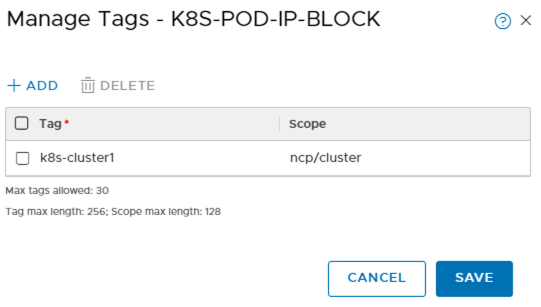 Manage Tags - K8S-POD-IP-BLOCK
ADD DELETE
Tag* Scope
k8s-cluster1 ncp/cluster
Max tags allowed: 30
Tag max length: 256; Scope max length: 128
CANCEL SAVE